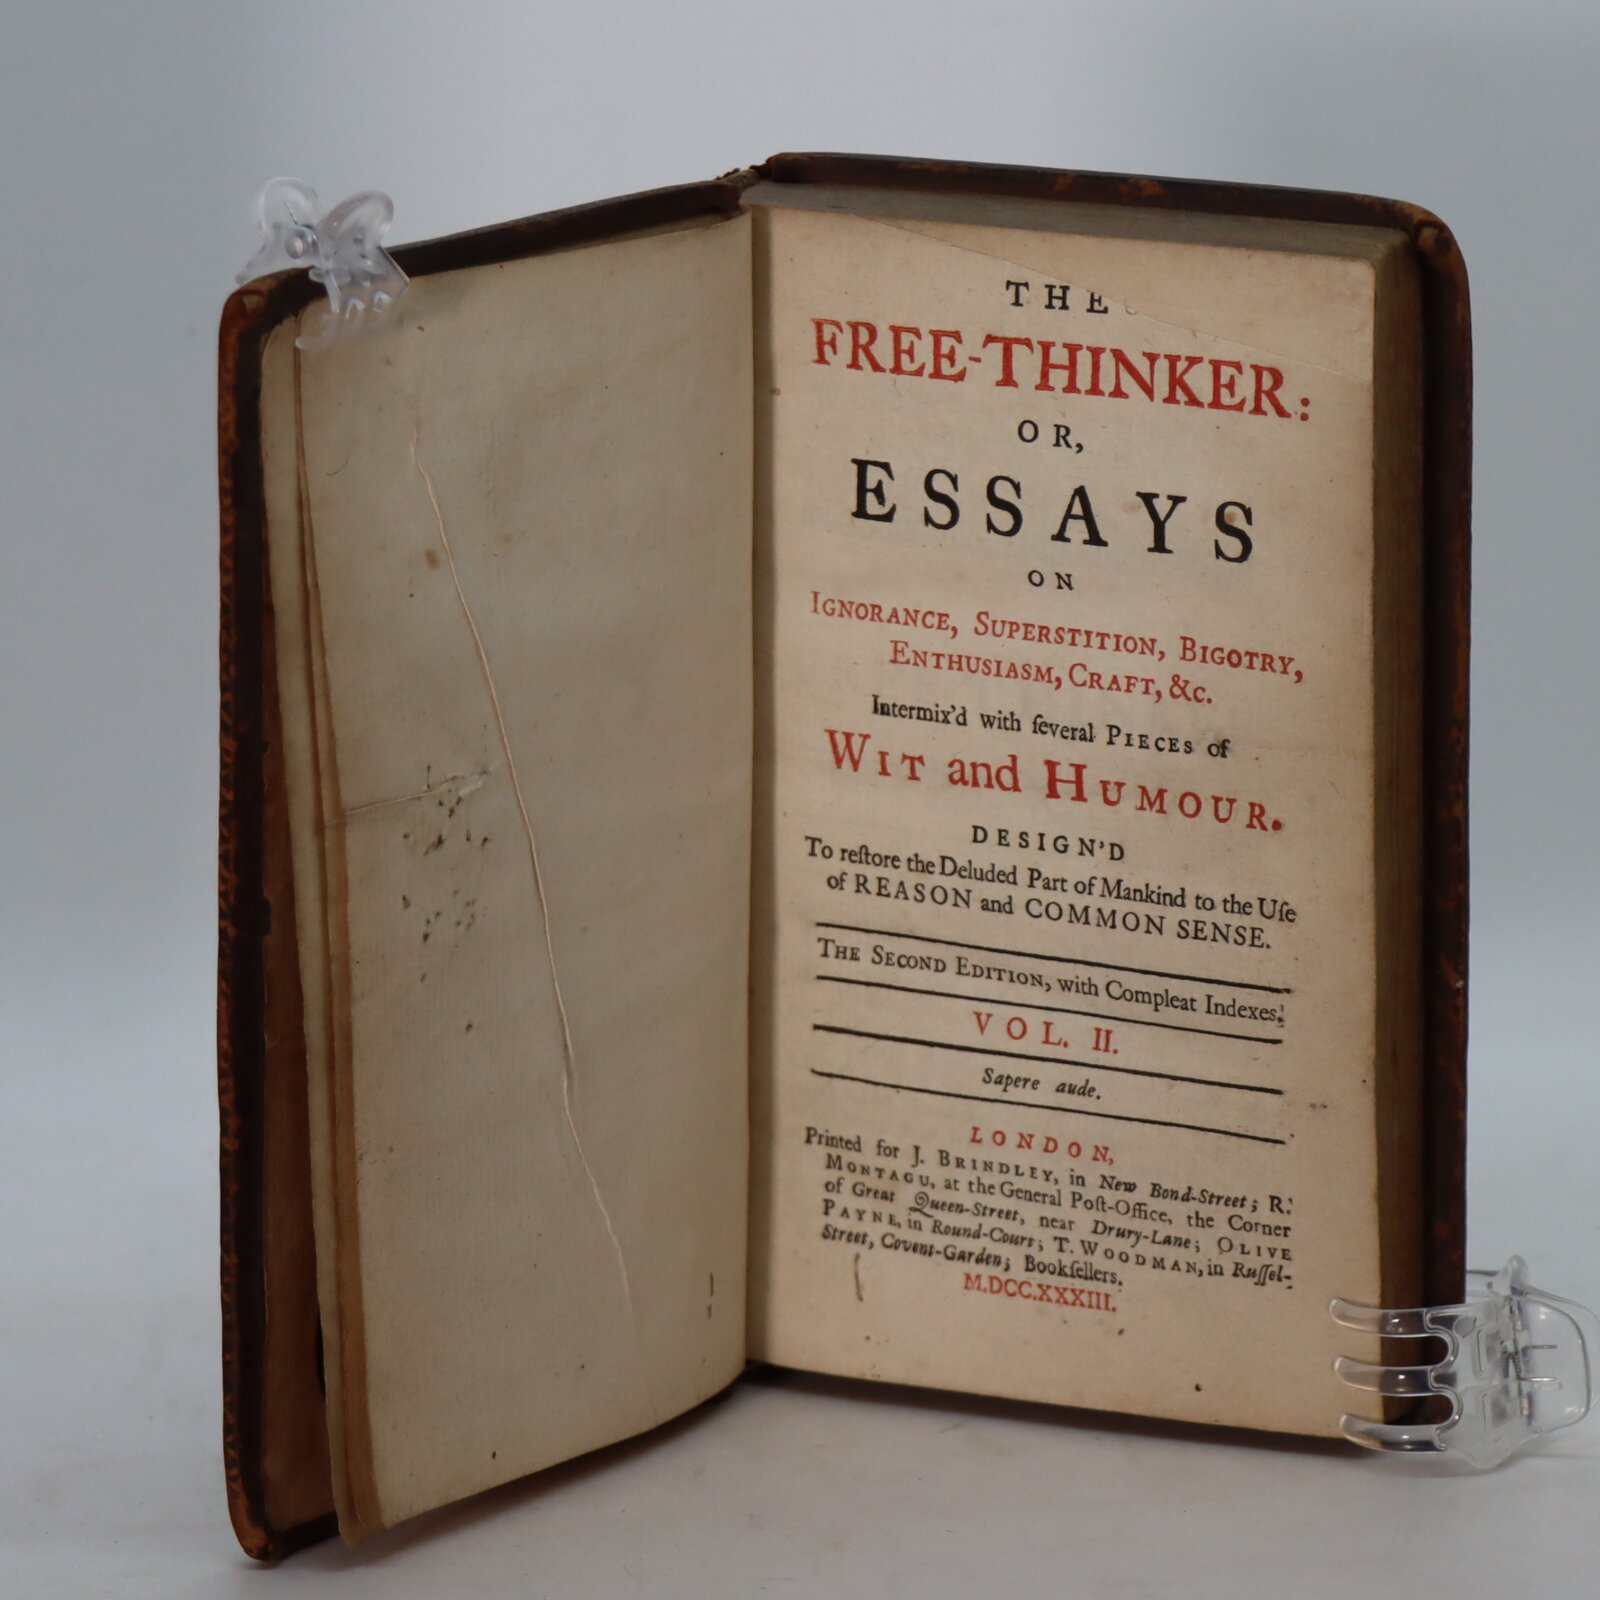 THE
FREE-THINKER:
OR,
ESSAYS
ON
IGNORANCE, SUPERSTITION, BIGOTRY,
ENTHUSIASM, CRAFT, &c.
Intermix'd with ſeveral PIECES of
WIT and HUMOUR.
DESIGN'D
To reſtore the Deluded Part of Mankind to the Uſe
of REASON and COMMON SENSE.
THE SECOND EDITION, with Compleat Indexes.
VOL. II.
Sapere aude.
LONDON,
Printed for J. BRINDLEY, in New Bond-Street; R.
MONTAGU, at the General Poſt-Office, the Corner
of Great Queen-Street, near Drury-Lane; OLIVE
PAYNE, in Round-Court; T. WOODMAN, in Ruſſel-
Street, Covent-Garden; Bookſellers.
M.DCC.XXXIII.